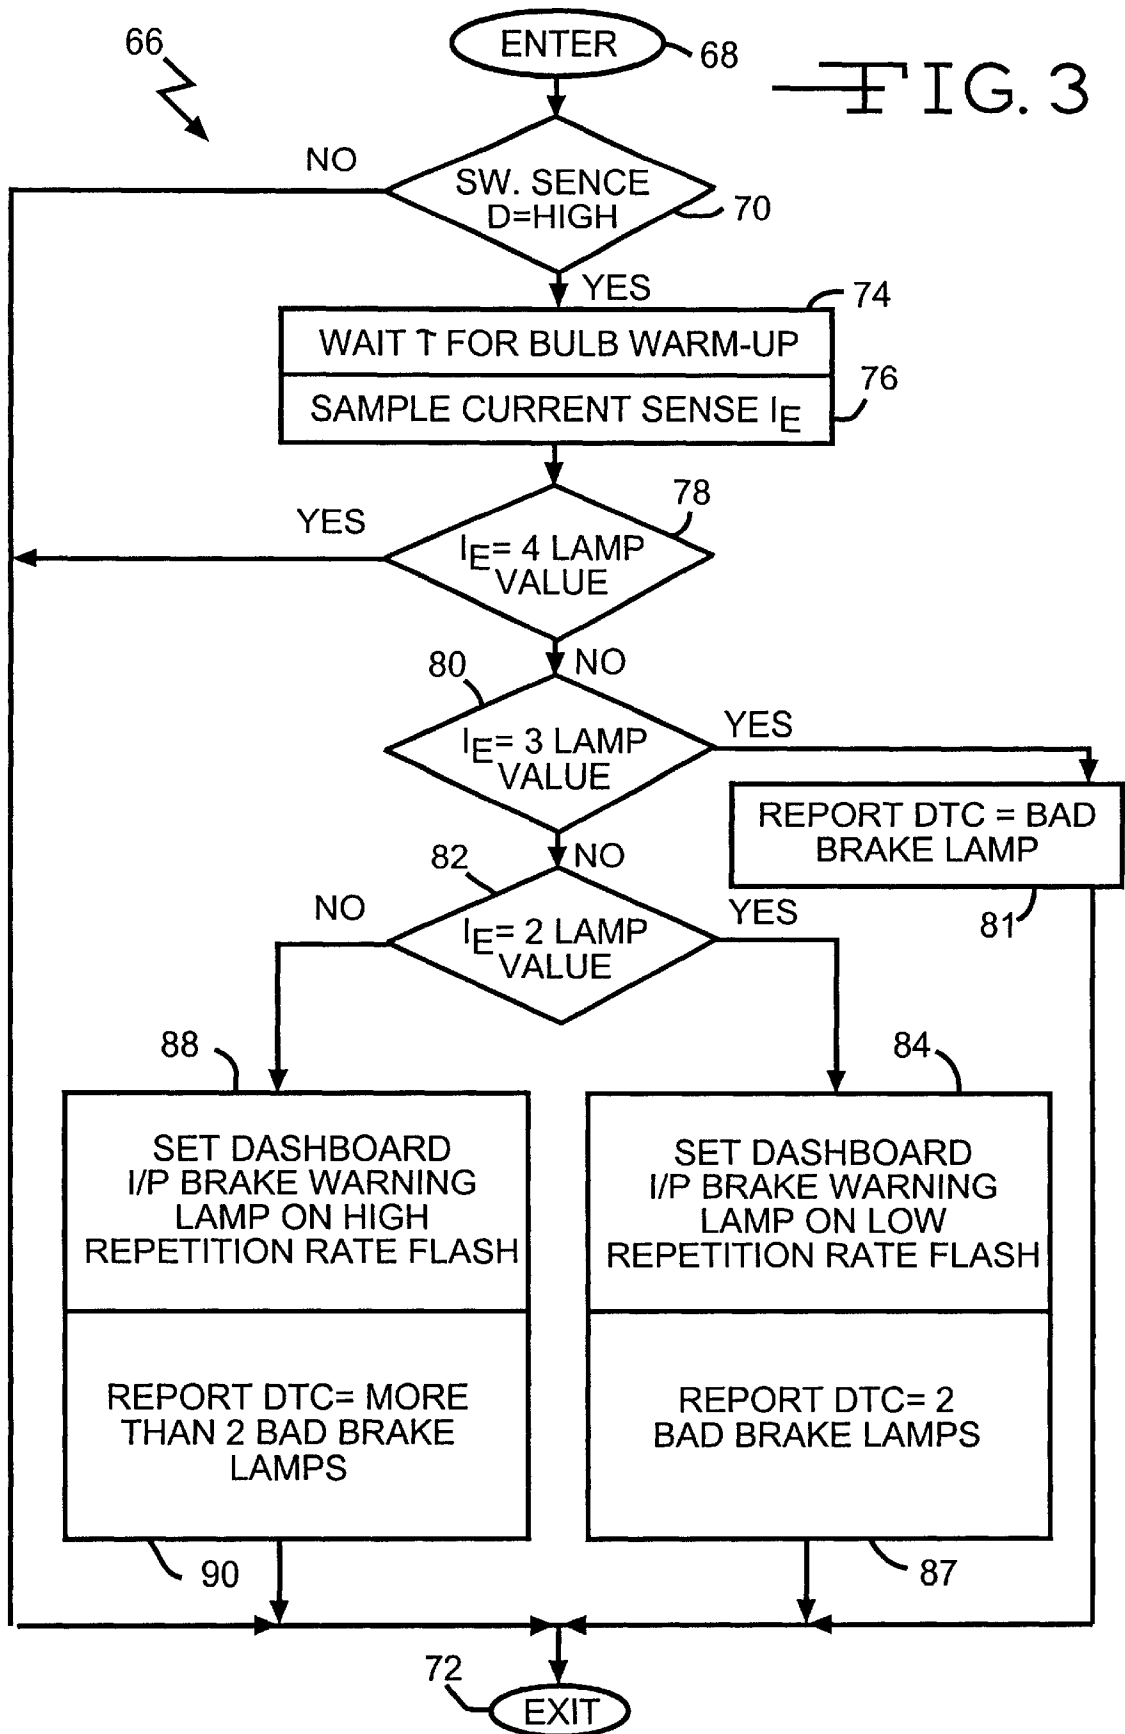 66
ENTER
68
FIG. 3
NO
SW. SENCE
D=HIGH
70
YES
74
WAIT τ FOR BULB WARM-UP
76
SAMPLE CURRENT SENSE IE
78
YES
IE= 4 LAMP
VALUE
NO
80
YES
IE= 3 LAMP
VALUE
REPORT DTC = BAD
BRAKE LAMP
81
NO
82
NO
YES
IE= 2 LAMP
VALUE
88
84
SET DASHBOARD
I/P BRAKE WARNING
LAMP ON HIGH
REPETITION RATE FLASH
SET DASHBOARD
I/P BRAKE WARNING
LAMP ON LOW
REPETITION RATE FLASH
REPORT DTC= MORE
THAN 2 BAD BRAKE
LAMPS
REPORT DTC= 2
BAD BRAKE LAMPS
90
87
72
EXIT